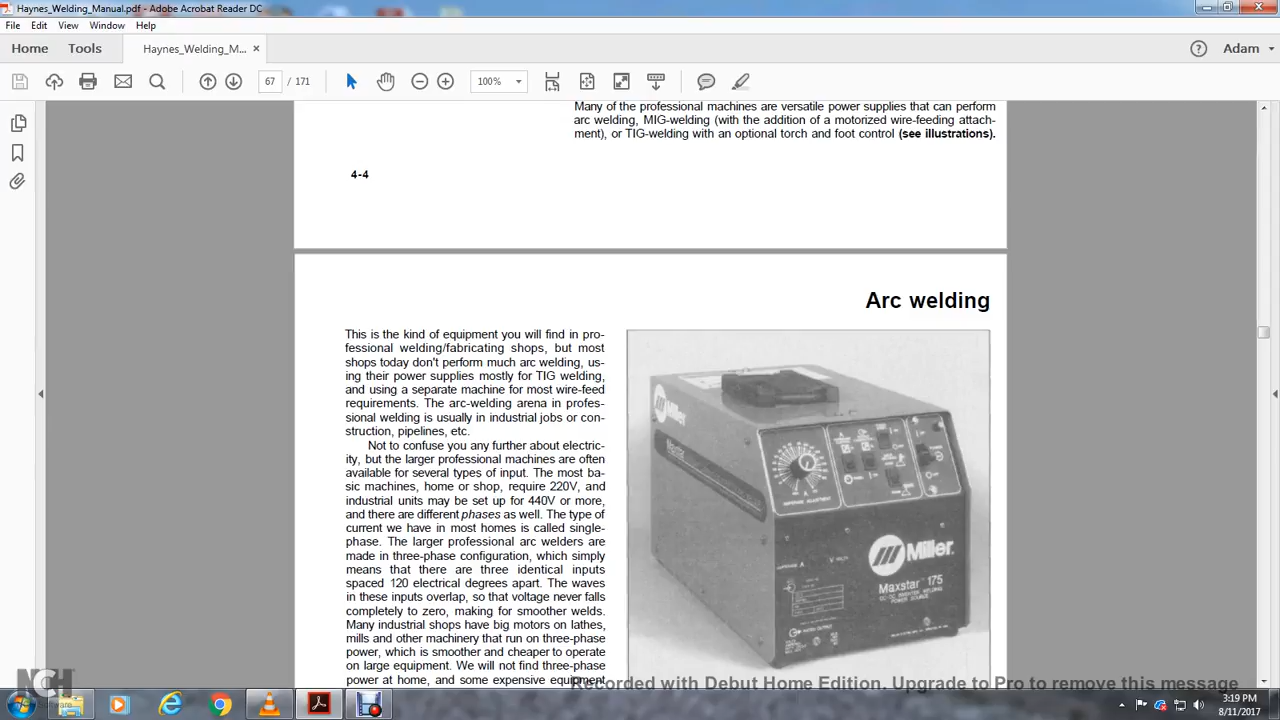 Haynes_Welding_Manual.pdf - Adobe Acrobat Reader DC
File Edit View Window Help
Home Tools Haynes_Welding_M... × Adam
67 / 171 100%
Many of the professional machines are versatile power supplies that can perform
arc welding, MIG-welding (with the addition of a motorized wire-feeding attach-
ment), or TIG-welding with an optional torch and foot control (see illustrations).
4-4
Arc welding
This is the kind of equipment you will find in pro-
fessional welding/fabricating shops, but most
shops today don't perform much arc welding, us-
ing their power supplies mostly for TIG welding,
and using a separate machine for most wire-feed
requirements. The arc-welding arena in profes-
sional welding is usually in industrial jobs or con-
struction, pipelines, etc.
Not to confuse you any further about electric-
ity, but the larger professional machines are often
available for several types of input. The most ba-
sic machines, home or shop, require 220V, and
industrial units may be set up for 440V or more,
and there are different phases as well. The type of
current we have in most homes is called single-
phase. The larger professional arc welders are
made in three-phase configuration, which simply
means that there are three identical inputs
spaced 120 electrical degrees apart. The waves
in these inputs overlap, so that voltage never falls
completely to zero, making for smoother welds.
Many industrial shops have big motors on lathes,
mills and other machinery that run on three-phase
power, which is smoother and cheaper to operate
on large equipment. We will not find three-phase
power at home, and some expensive equipment
Miller
Miller
Maxstar 175
Recorded with Debut Home Edition. Upgrade to Pro to remove this message
NCH
3:19 PM
8/11/2017